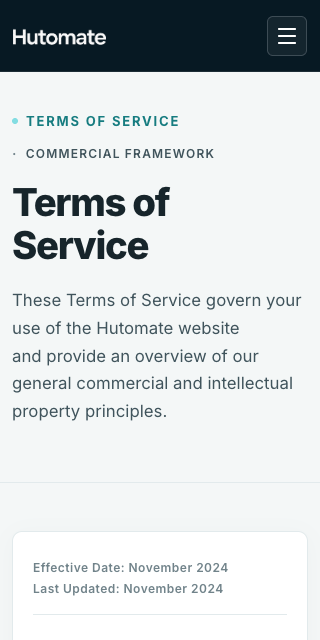 Hutomate
TERMS OF SERVICE
· COMMERCIAL FRAMEWORK
Terms of
Service
These Terms of Service govern your
use of the Hutomate website
and provide an overview of our
general commercial and intellectual
property principles.
Effective Date: November 2024
Last Updated: November 2024